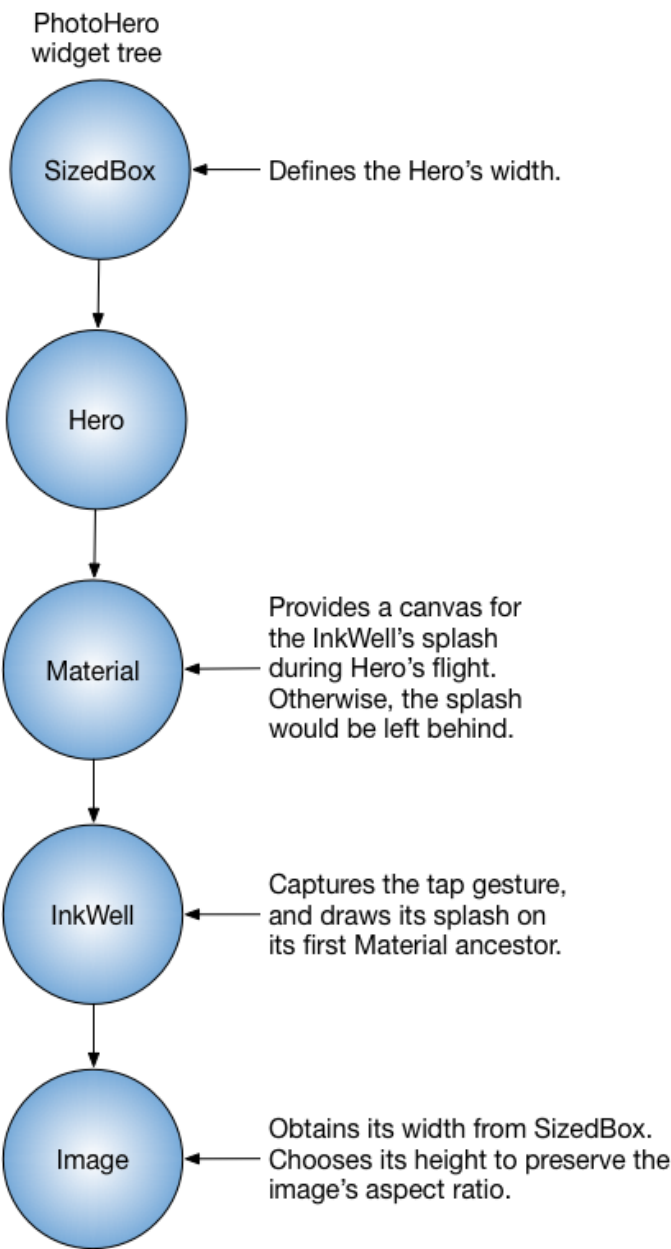 PhotoHero
widget tree
SizedBox
Defines the Hero’s width.
Hero
Material
Provides a canvas for
the InkWell’s splash
during Hero’s flight.
Otherwise, the splash
would be left behind.
InkWell
Captures the tap gesture,
and draws its splash on
its first Material ancestor.
Image
Obtains its width from SizedBox.
Chooses its height to preserve the
image’s aspect ratio.